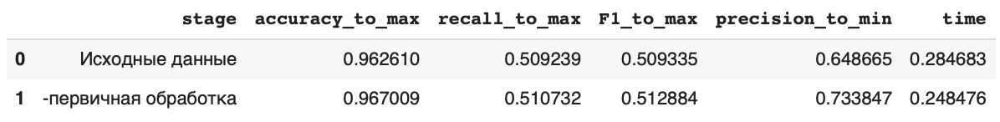 stage accuracy_to_max recall_to_max F1_to_max precision_to_min time
0 Исходные данные 0.962610 0.509239 0.509335 0.648665 0.284683
1 -первичная обработка 0.967009 0.510732 0.512884 0.733847 0.248476